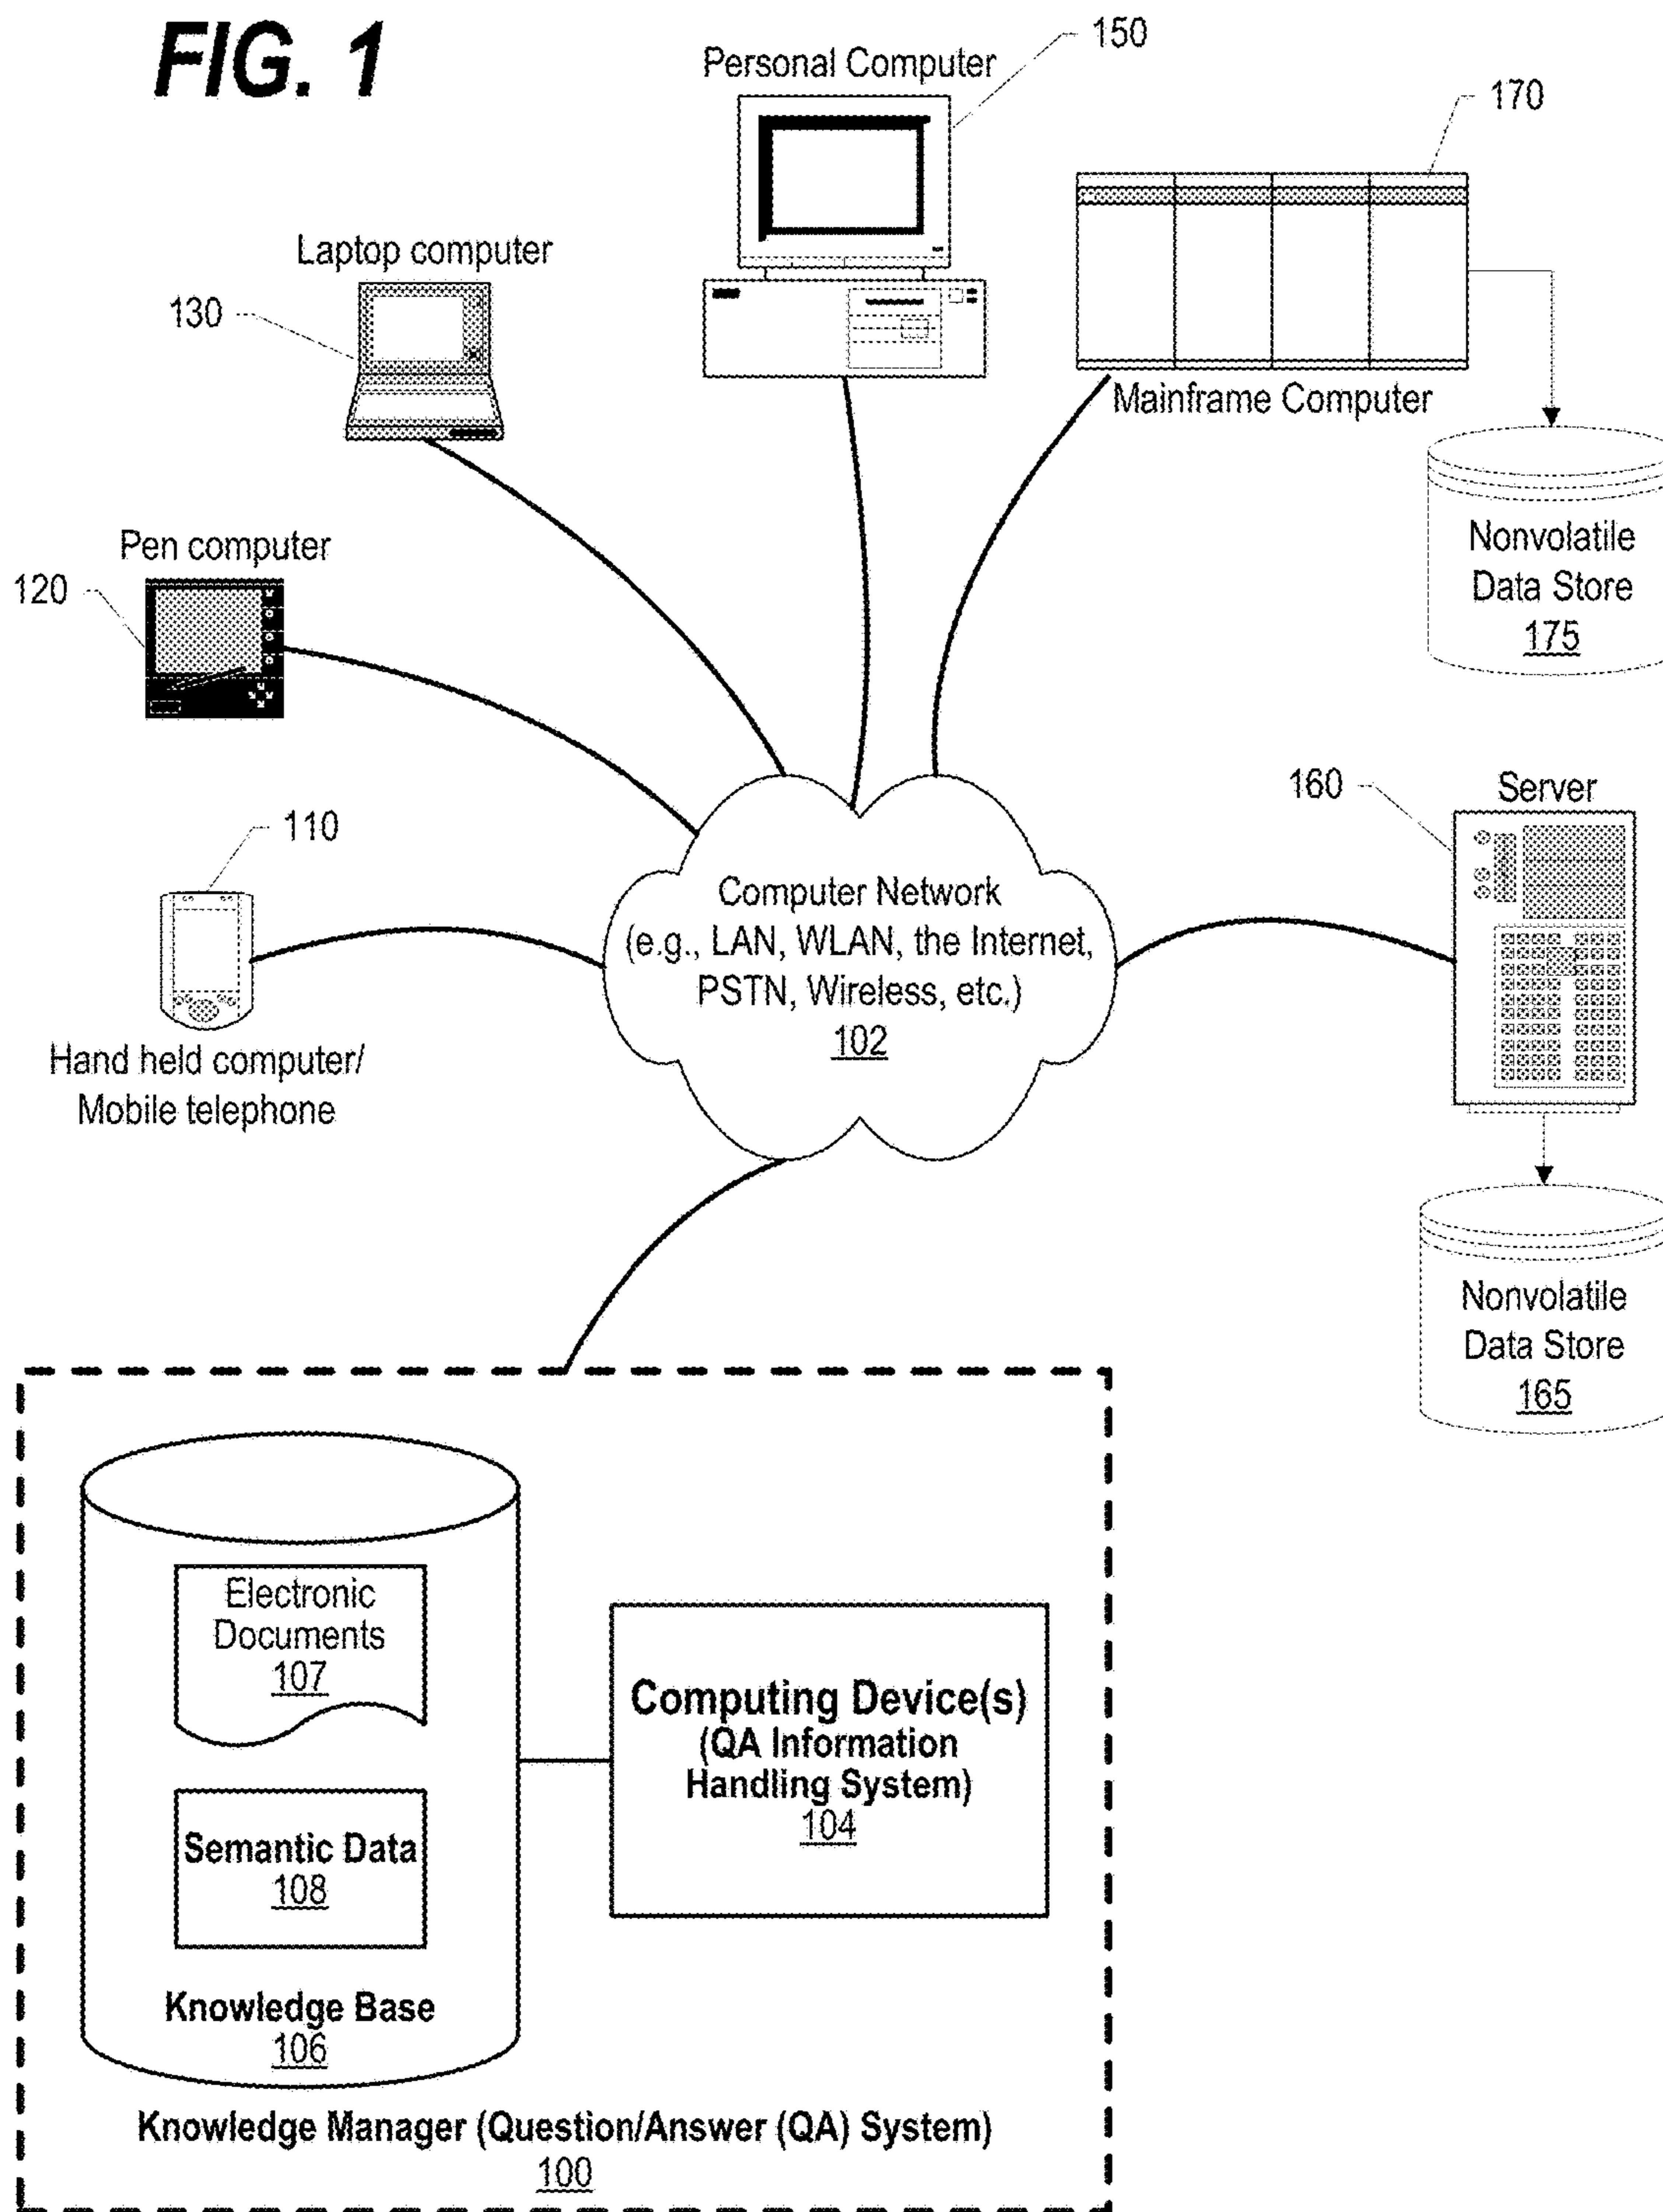 FIG. 1
Personal Computer
150
170
Laptop computer
130
Mainframe Computer
Nonvolatile
Data Store
175
Pen computer
120
110
Hand held computer/
Mobile telephone
Computer Network
(e.g., LAN, WLAN, the Internet,
PSTN, Wireless, etc.)
102
160
Server
Nonvolatile
Data Store
165
Electronic
Documents
107
Semantic Data
108
Knowledge Base
106
Computing Device(s)
(QA Information
Handling System)
104
Knowledge Manager (Question/Answer (QA) System)
100